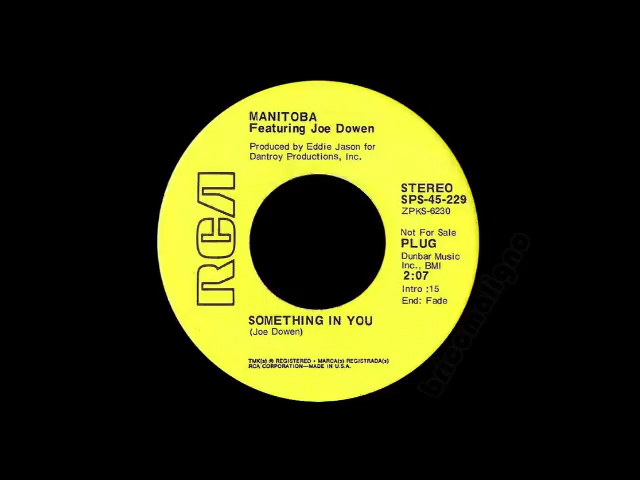 MANITOBA
Featuring Joe Dowen
Produced by Eddie Jason for
Dantroy Productions, Inc.
RCA
STEREO
SPS-45-229
ZPKS-6230
Not For Sale
PLUG
Dunbar Music
Inc., BMI
2:07
Intro :15
End: Fade
SOMETHING IN YOU
(Joe Dowen)
TMK(s) ® REGISTERED • MARCA(S) REGISTRADA(S)
RCA CORPORATION—MADE IN U.S.A.
bricomaligno